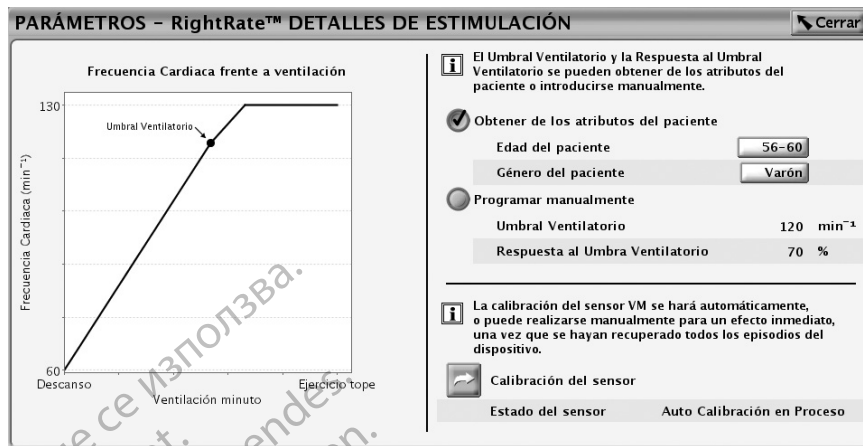 PARÁMETROS – RightRate™ DETALLES DE ESTIMULACIÓN
Cerrar
Frecuencia Cardiaca frente a ventilación
130
Umbral Ventilatorio
Frecuencia Cardiaca (min⁻¹)
60
Descanso
Ejercicio tope
Ventilación minuto
El Umbral Ventilatorio y la Respuesta al Umbral
Ventilatorio se pueden obtener de los atributos del
paciente o introducirse manualmente.
Obtener de los atributos del paciente
Edad del paciente 56–60
Género del paciente Varón
Programar manualmente
Umbral Ventilatorio 120 min⁻¹
Respuesta al Umbra Ventilatorio 70 %
La calibración del sensor VM se hará automáticamente,
o puede realizarse manualmente para un efecto inmediato,
una vez que se hayan recuperado todos los episodios del
dispositivo.
Calibración del sensor
Estado del sensor Auto Calibración en Proceso
се използва.